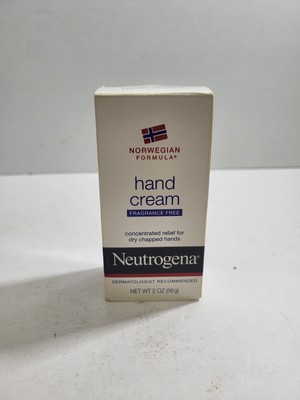 NORWEGIAN
FORMULA®
hand
cream
FRAGRANCE FREE
concentrated relief for
dry chapped hands
Neutrogena®
DERMATOLOGIST RECOMMENDED
NET WT. 2 OZ (56g)